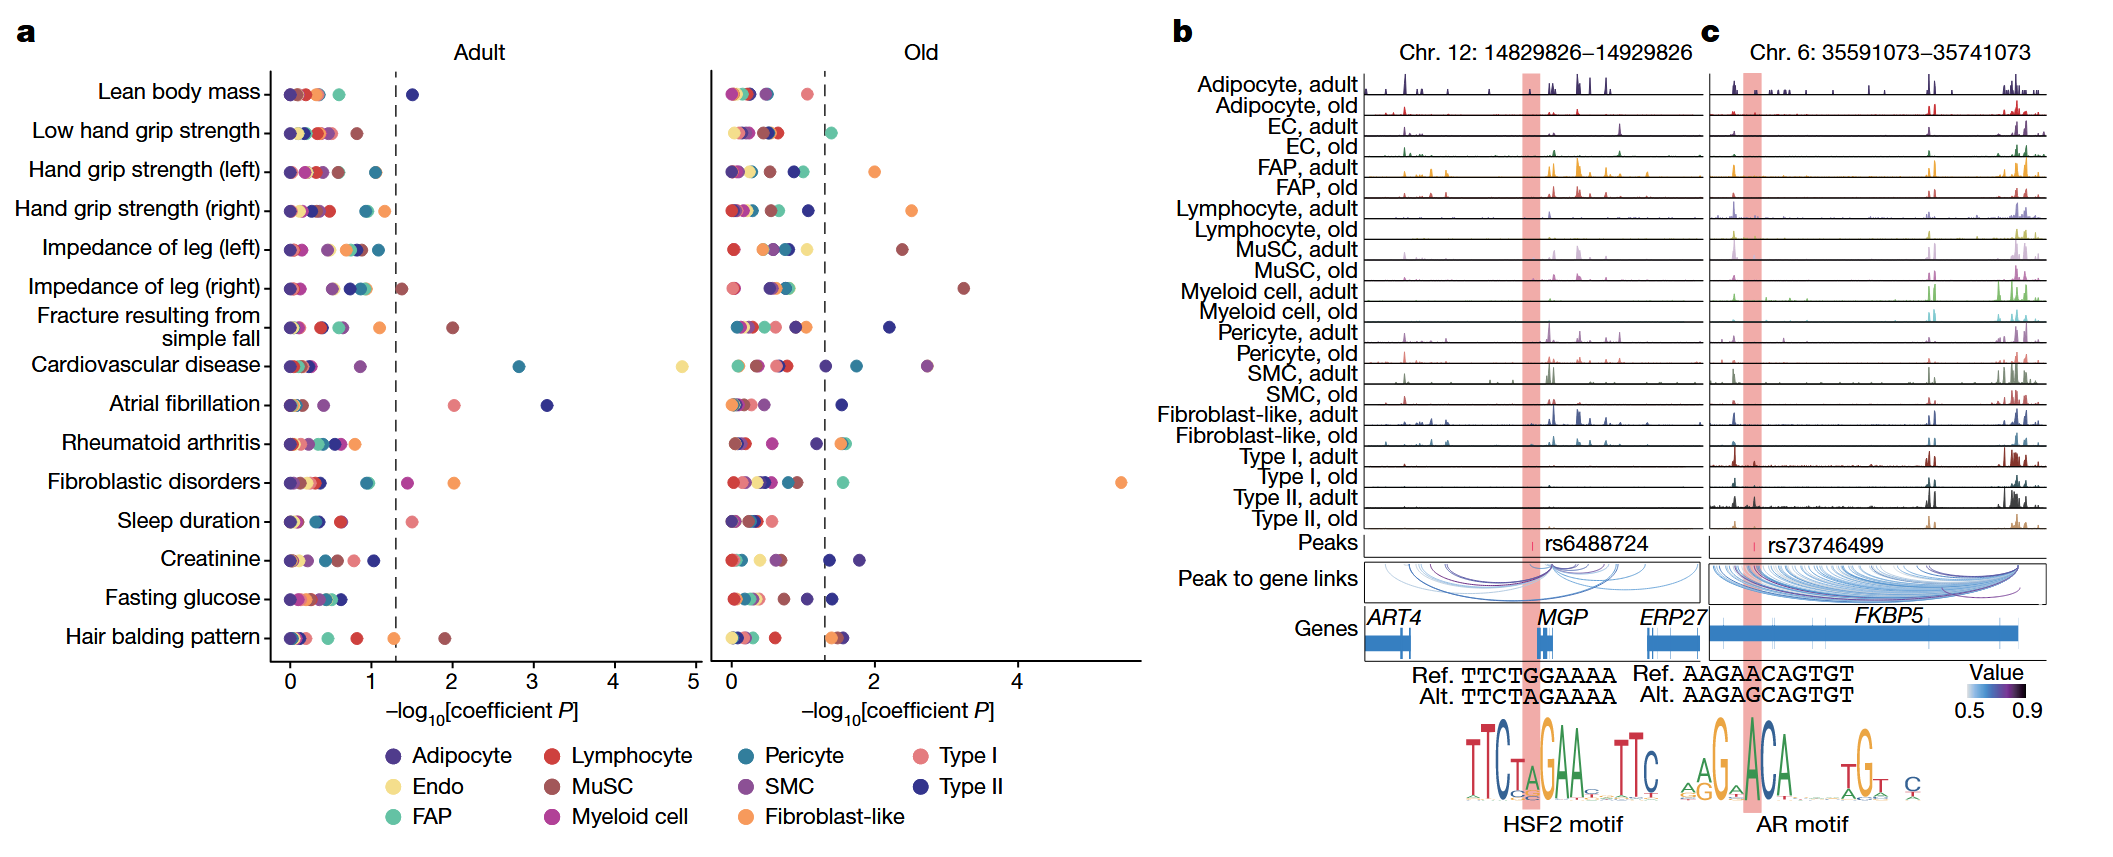 a
Adult
Old
Lean body mass
Low hand grip strength
Hand grip strength (left)
Hand grip strength (right)
Impedance of leg (left)
Impedance of leg (right)
Fracture resulting from
simple fall
Cardiovascular disease
Atrial fibrillation
Rheumatoid arthritis
Fibroblastic disorders
Sleep duration
Creatinine
Fasting glucose
Hair balding pattern
0 1 2 3 4 5
0 2 4
–log10[coefficient P]
–log10[coefficient P]
Adipocyte
Lymphocyte
Pericyte
Type I
Endo
MuSC
SMC
Type II
FAP
Myeloid cell
Fibroblast-like
b
Chr. 12: 14829826–14929826
c
Chr. 6: 35591073–35741073
Adipocyte, adult
Adipocyte, old
EC, adult
EC, old
FAP, adult
FAP, old
Lymphocyte, adult
Lymphocyte, old
MuSC, adult
MuSC, old
Myeloid cell, adult
Myeloid cell, old
Pericyte, adult
Pericyte, old
SMC, adult
SMC, old
Fibroblast-like, adult
Fibroblast-like, old
Type I, adult
Type I, old
Type II, adult
Type II, old
Peaks
rs6488724
rs73746499
Peak to gene links
Genes
ART4
MGP
ERP27
FKBP5
Ref. TTCTGGAAAA
Alt. TTCTAGAAAA
Ref. AAGAACAGTGT
Alt. AAGAGCAGTGT
Value
0.5 0.9
HSF2 motif
AR motif